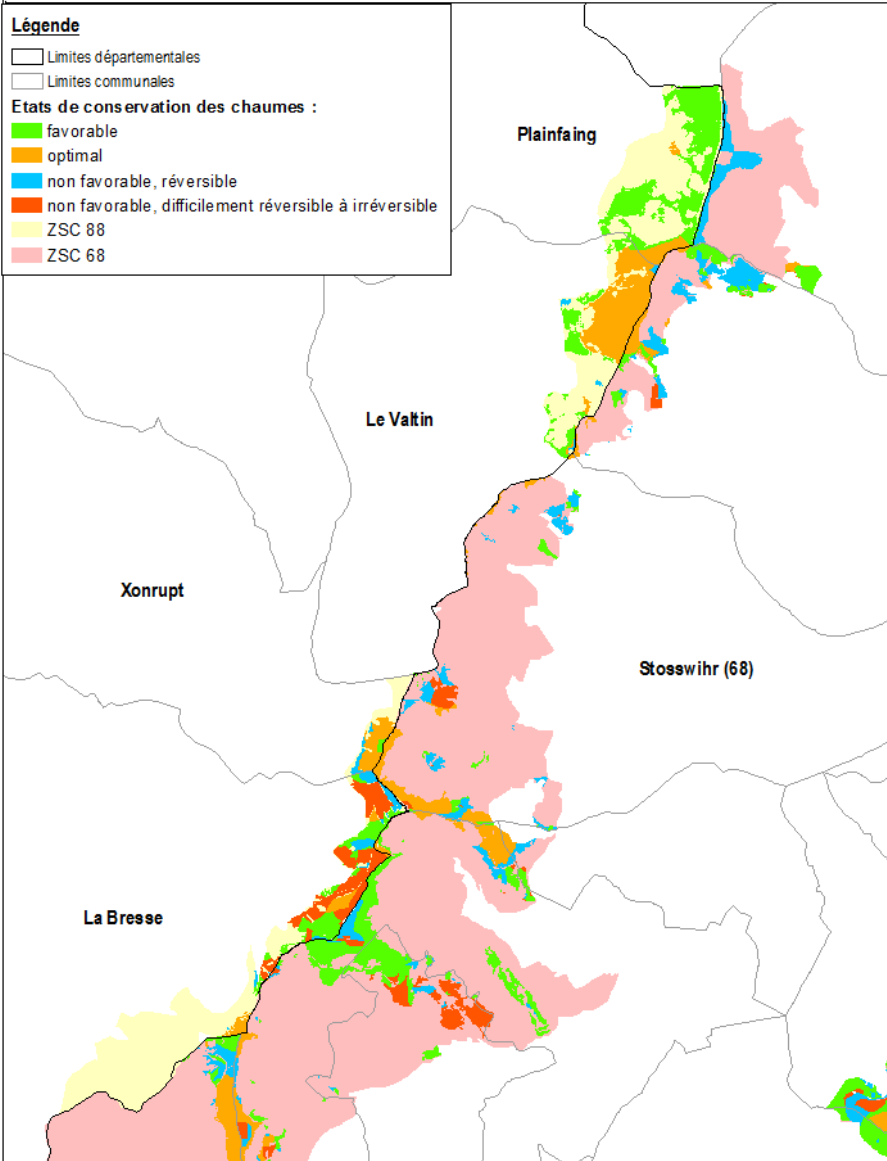 Légende
Limites départementales
Limites communales
Etats de conservation des chaumes :
favorable
optimal
non favorable, réversible
non favorable, difficilement réversible à irréversible
ZSC 88
ZSC 68
Plainfaing
Le Valtin
Xonrupt
Stosswihr (68)
La Bresse